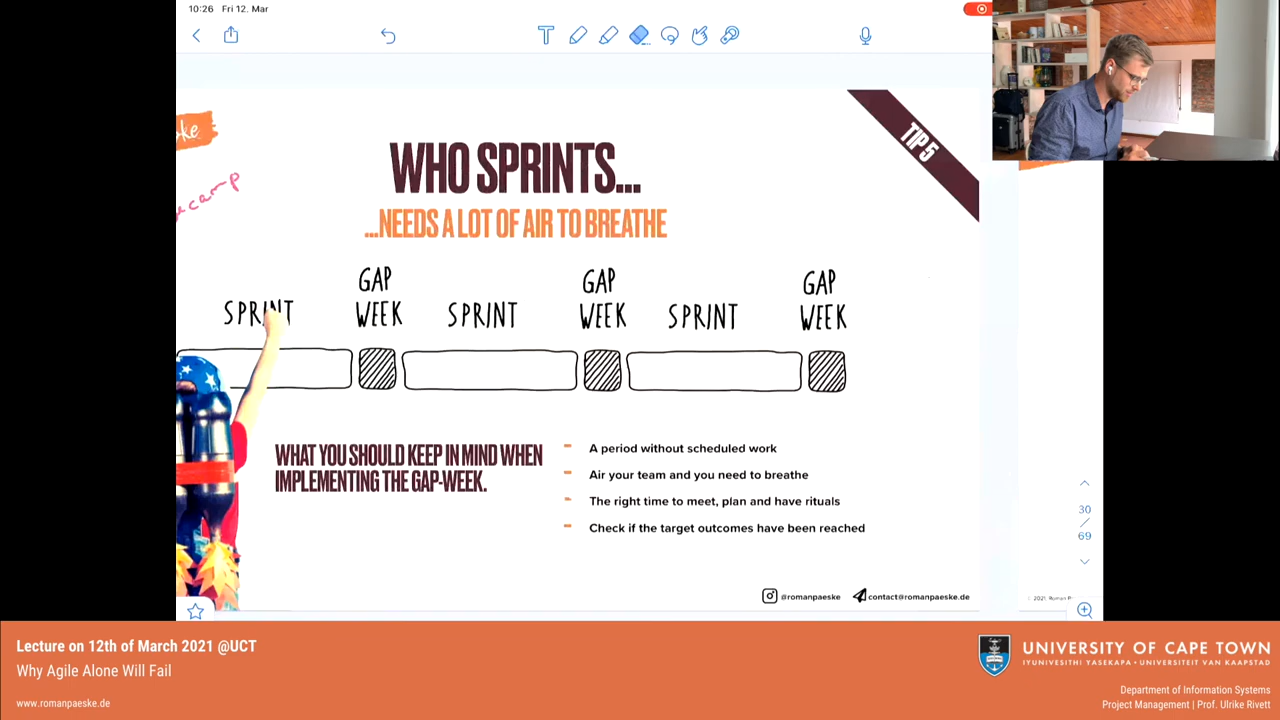 10:26 Fri 12. Mar
ske
TIP 5
WHO SPRINTS...
camp
...NEEDS A LOT OF AIR TO BREATHE
GAP
WEEK
GAP
WEEK
GAP
WEEK
SPRINT
SPRINT
SPRINT
WHAT YOU SHOULD KEEP IN MIND WHEN
IMPLEMENTING THE GAP-WEEK.
- A period without scheduled work
- Air your team and you need to breathe
- The right time to meet, plan and have rituals
- Check if the target outcomes have been reached
30
/
69
@romanpaeske
contact@romanpaeske.de
2021, Roman
Lecture on 12th of March 2021 @UCT
Why Agile Alone Will Fail
www.romanpaeske.de
UNIVERSITY OF CAPE TOWN
IYUNIVESITHI YASEKAPA • UNIVERSITEIT VAN KAAPSTAD
Department of Information Systems
Project Management | Prof. Ulrike Rivett